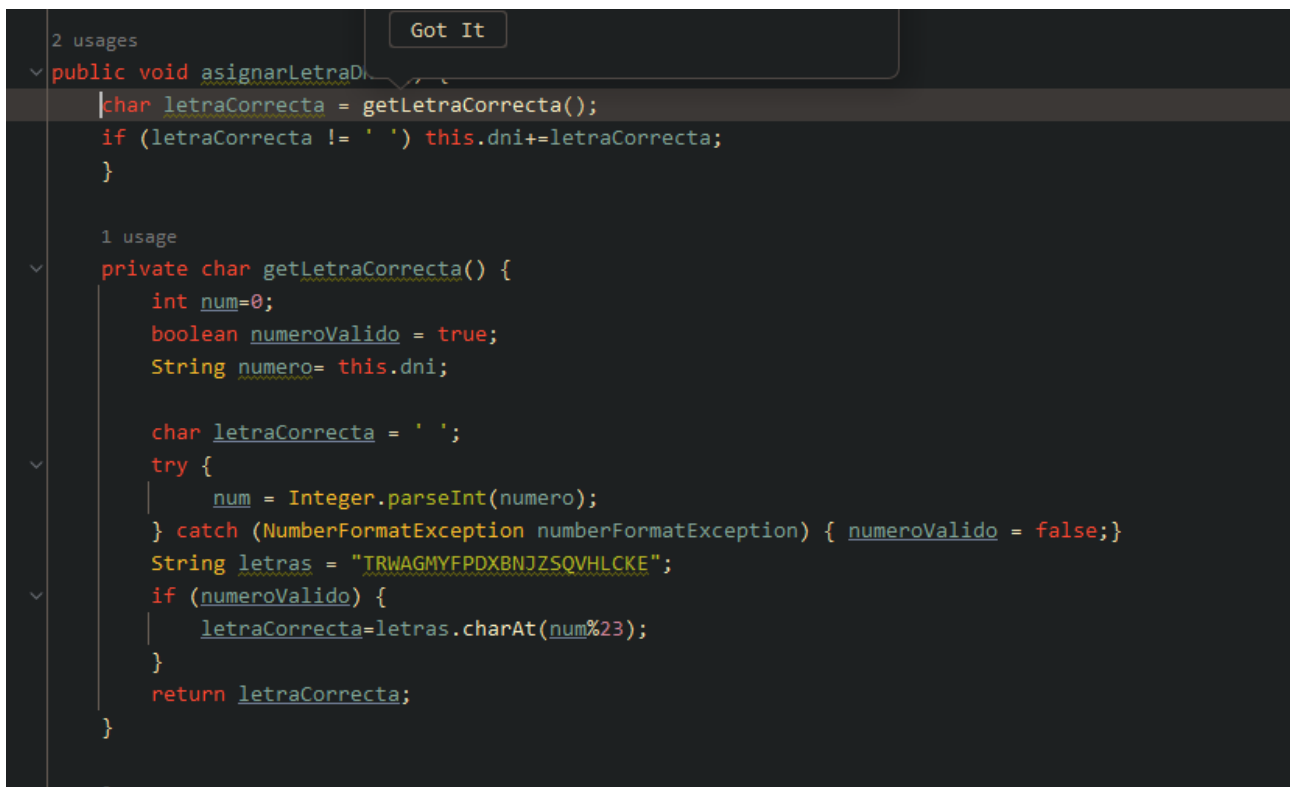 Got It
2 usages
public void asignarLetraD
char letraCorrecta = getLetraCorrecta();
if (letraCorrecta != ' ') this.dni+=letraCorrecta;
}
1 usage
private char getLetraCorrecta() {
int num=0;
boolean numeroValido = true;
String numero= this.dni;
char letraCorrecta = ' ';
try {
num = Integer.parseInt(numero);
} catch (NumberFormatException numberFormatException) { numeroValido = false;}
String letras = "TRWAGMYFPDXBNJZSQVHLCKE";
if (numeroValido) {
letraCorrecta=letras.charAt(num%23);
}
return letraCorrecta;
}